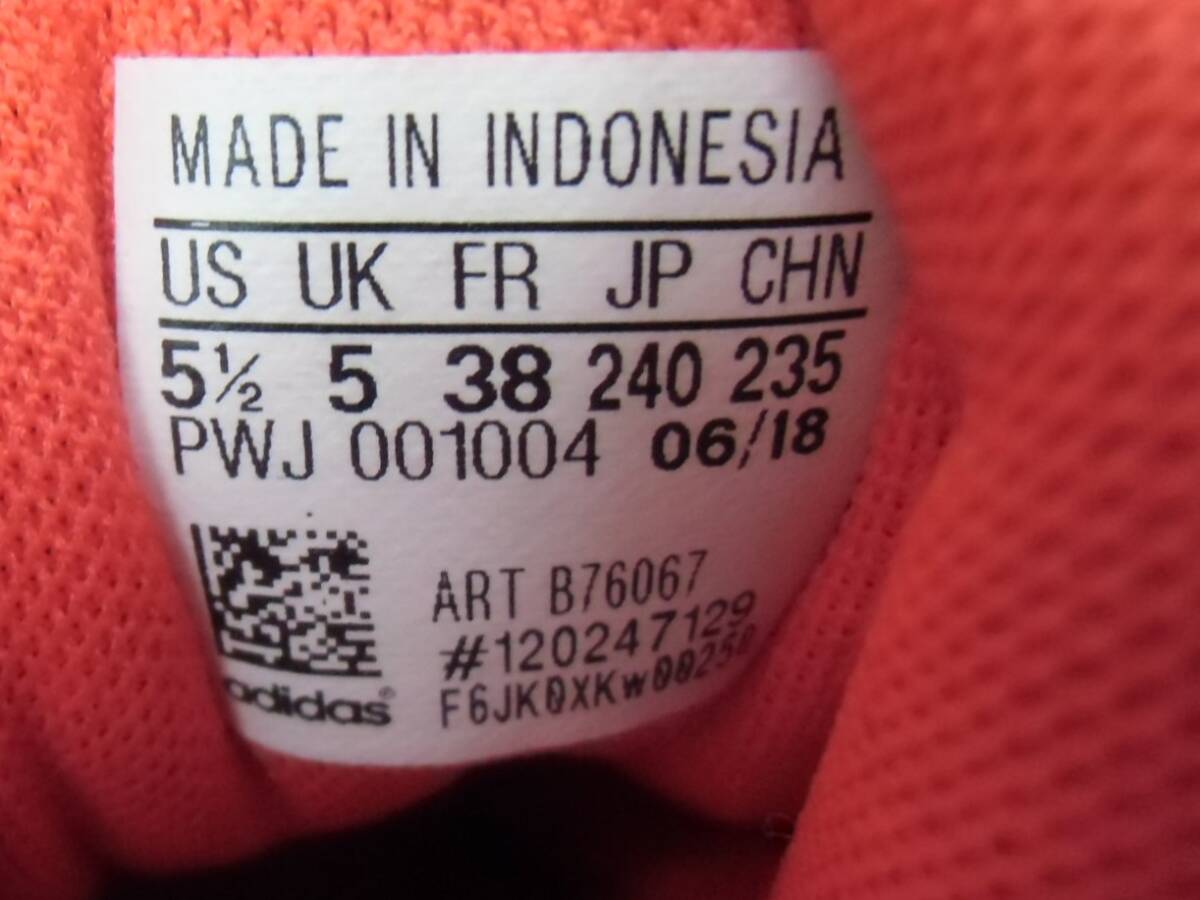 MADE IN INDONESIA
US UK FR JP CHN
5½ 5 38 240 235
PWJ 001004 06/18
ART B76067
#120247129
adidas®